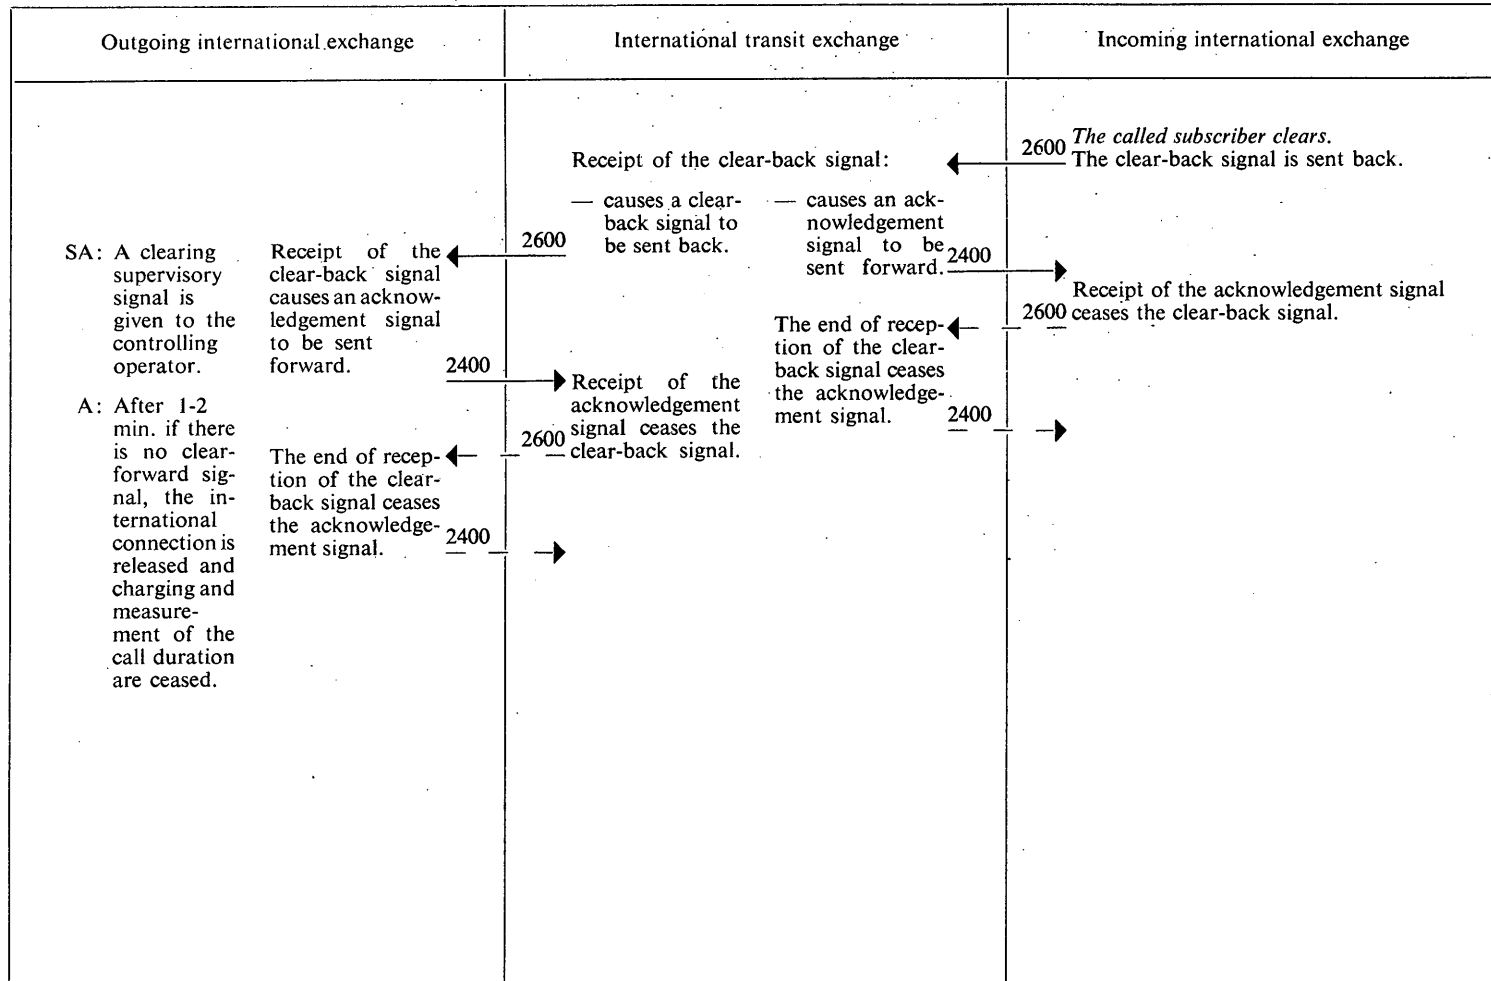 Outgoing international exchange
International transit exchange
Incoming international exchange
2600
The called subscriber clears.
The clear-back signal is sent back.
Receipt of the clear-back signal:
— causes a clear-
back signal to
be sent back.
— causes an ack-
nowledgement
signal to be
sent forward.
2600
2400
SA: A clearing
supervisory
signal is
given to the
controlling
operator.
Receipt of the
clear-back signal
causes an acknow-
ledgement signal
to be sent
forward.
2400
Receipt of the acknowledgement signal
ceases the clear-back signal.
2600
The end of recep-
tion of the clear-
back signal ceases
the acknowledge-
ment signal.
2400
Receipt of the
acknowledgement
signal ceases the
clear-back signal.
2600
A: After 1-2
min. if there
is no clear-
forward sig-
nal, the in-
ternational
connection is
released and
charging and
measure-
ment of the
call duration
are ceased.
The end of recep-
tion of the clear-
back signal ceases
the acknowledge-
ment signal.
2400